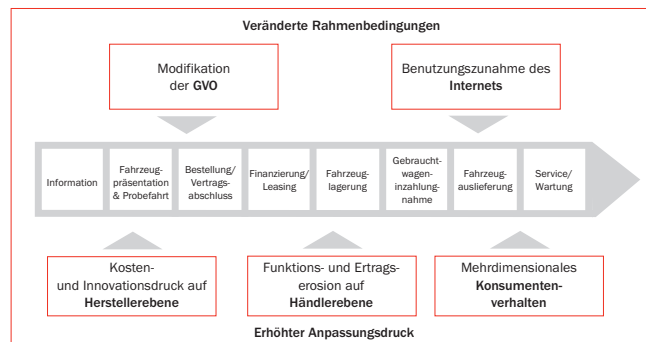 Veränderte Rahmenbedingungen
Modifikation
der GVO
Benutzungszunahme des
Internets
Information
Fahrzeug-
präsentation
& Probefahrt
Bestellung/
Vertrags-
abschluss
Finanzierung/
Leasing
Fahrzeug-
lagerung
Gebraucht-
wagen-
inzahlung-
nahme
Fahrzeug-
auslieferung
Service/
Wartung
Kosten-
und Innovationsdruck auf
Herstellerebene
Funktions- und Ertrags-
erosion auf
Händlerebene
Mehrdimensionales
Konsumenten-
verhalten
Erhöhter Anpassungsdruck